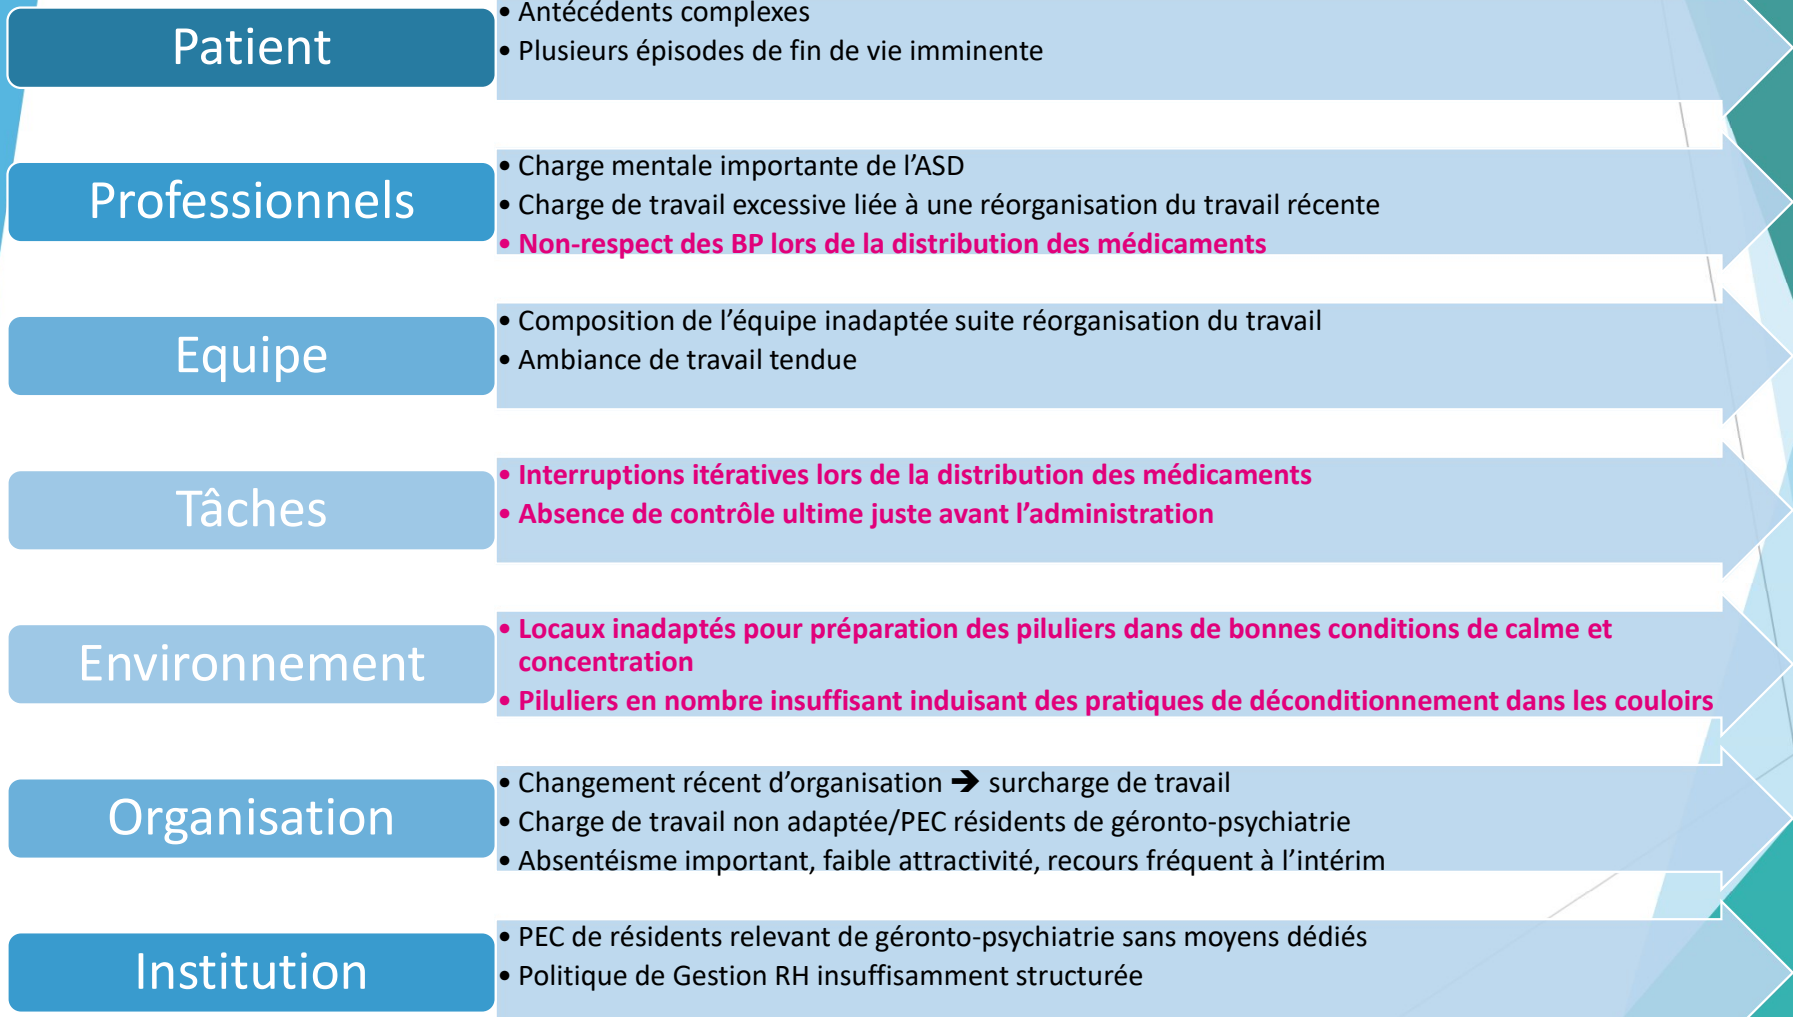 Patient
• Antécédents complexes
• Plusieurs épisodes de fin de vie imminente
Professionnels
• Charge mentale importante de l’ASD
• Charge de travail excessive liée à une réorganisation du travail récente
• Non-respect des BP lors de la distribution des médicaments
Equipe
• Composition de l’équipe inadaptée suite réorganisation du travail
• Ambiance de travail tendue
Tâches
• Interruptions itératives lors de la distribution des médicaments
• Absence de contrôle ultime juste avant l’administration
Environnement
• Locaux inadaptés pour préparation des piluliers dans de bonnes conditions de calme et
concentration
• Piluliers en nombre insuffisant induisant des pratiques de déconditionnement dans les couloirs
Organisation
• Changement récent d’organisation ➔ surcharge de travail
• Charge de travail non adaptée/PEC résidents de géronto-psychiatrie
• Absentéisme important, faible attractivité, recours fréquent à l’intérim
Institution
• PEC de résidents relevant de géronto-psychiatrie sans moyens dédiés
• Politique de Gestion RH insuffisamment structurée